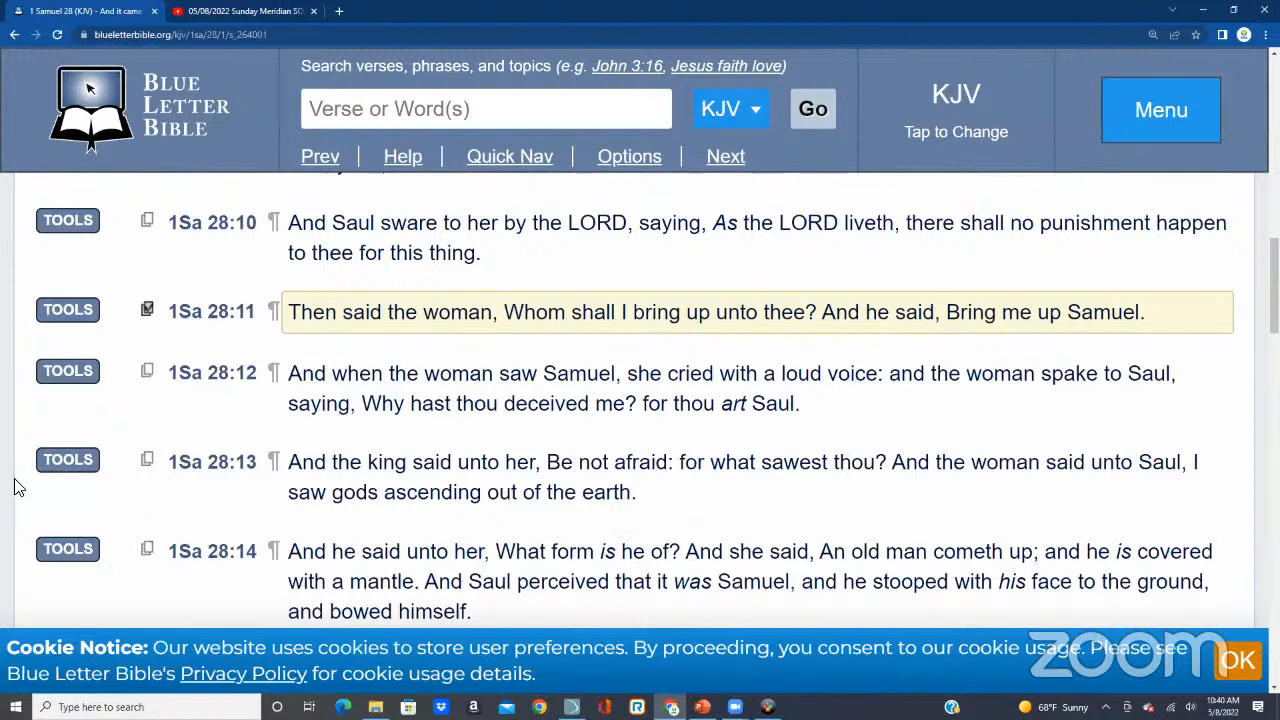 1 Samuel 28 (KJV) - And it came
05/08/2022 Sunday Meridian SD
blueletterbible.org/kjv/1sa/28/1/s_264001
BLUE
LETTER
BIBLE
Search verses, phrases, and topics (e.g. John 3:16, Jesus faith love)
Verse or Word(s)
KJV
Go
KJV
Tap to Change
Menu
Prev | Help | Quick Nav | Options | Next
TOOLS 1Sa 28:10 ¶ And Saul sware to her by the LORD, saying, As the LORD liveth, there shall no punishment happen
to thee for this thing.
TOOLS 1Sa 28:11 ¶ Then said the woman, Whom shall I bring up unto thee? And he said, Bring me up Samuel.
TOOLS 1Sa 28:12 ¶ And when the woman saw Samuel, she cried with a loud voice: and the woman spake to Saul,
saying, Why hast thou deceived me? for thou art Saul.
TOOLS 1Sa 28:13 ¶ And the king said unto her, Be not afraid: for what sawest thou? And the woman said unto Saul, I
saw gods ascending out of the earth.
TOOLS 1Sa 28:14 ¶ And he said unto her, What form is he of? And she said, An old man cometh up; and he is covered
with a mantle. And Saul perceived that it was Samuel, and he stooped with his face to the ground,
and bowed himself.
Cookie Notice: Our website uses cookies to store user preferences. By proceeding, you consent to our cookie usage. Please see
Blue Letter Bible's Privacy Policy for cookie usage details.
OK
zoom
Type here to search
68°F Sunny
10:40 AM
5/8/2022